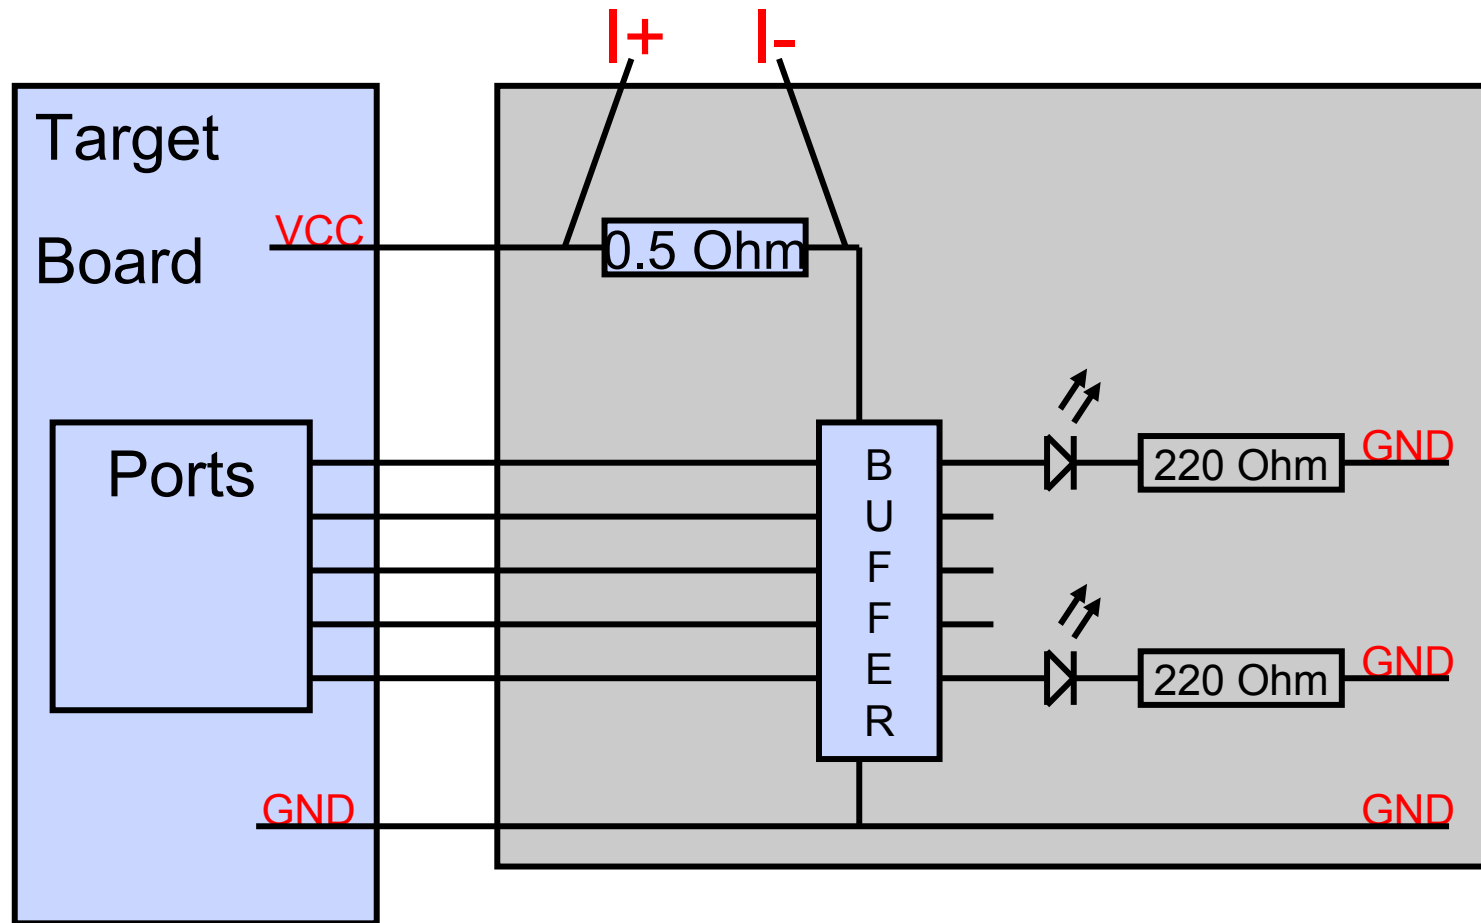 I+ I-
Target
Board
VCC
0.5 Ohm
Ports
B
U
F
F
E
R
220 Ohm
GND
220 Ohm
GND
GND
GND